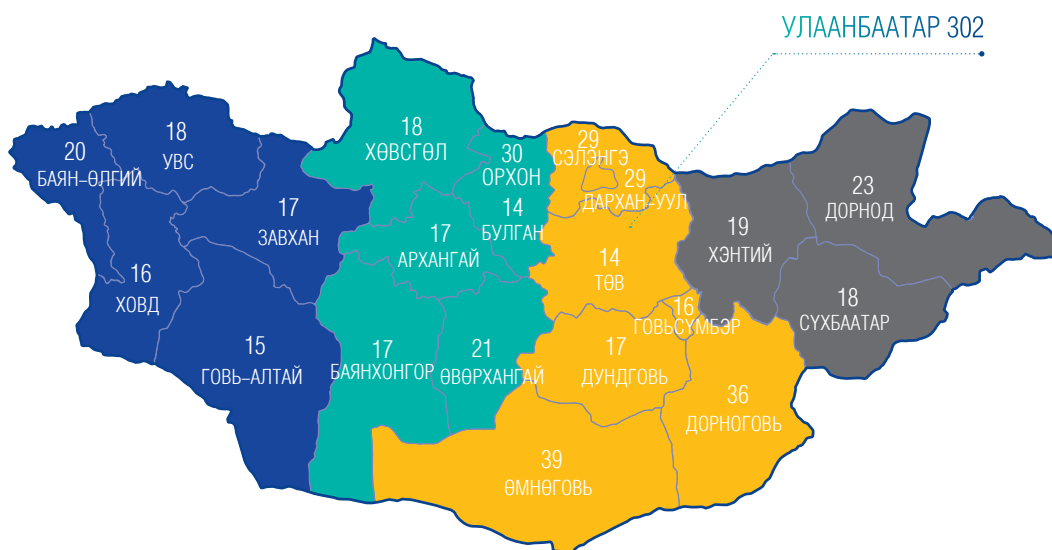 УЛААНБААТАР 302
20
БАЯН-ӨЛГИЙ
18
УВС
17
ЗАВХАН
16
ХОВД
15
ГОВЬ-АЛТАЙ
18
ХӨВСГӨЛ
30
ОРХОН
14
БУЛГАН
17
АРХАНГАЙ
17
БАЯНХОНГОР
21
ӨВӨРХАНГАЙ
29
СЭЛЭНГЭ
29
ДАРХАН-УУЛ
14
ТӨВ
16
ГОВЬСҮМБЭР
17
ДУНДГОВЬ
36
ДОРНОГОВЬ
39
ӨМНӨГОВЬ
19
ХЭНТИЙ
23
ДОРНОД
18
СҮХБААТАР